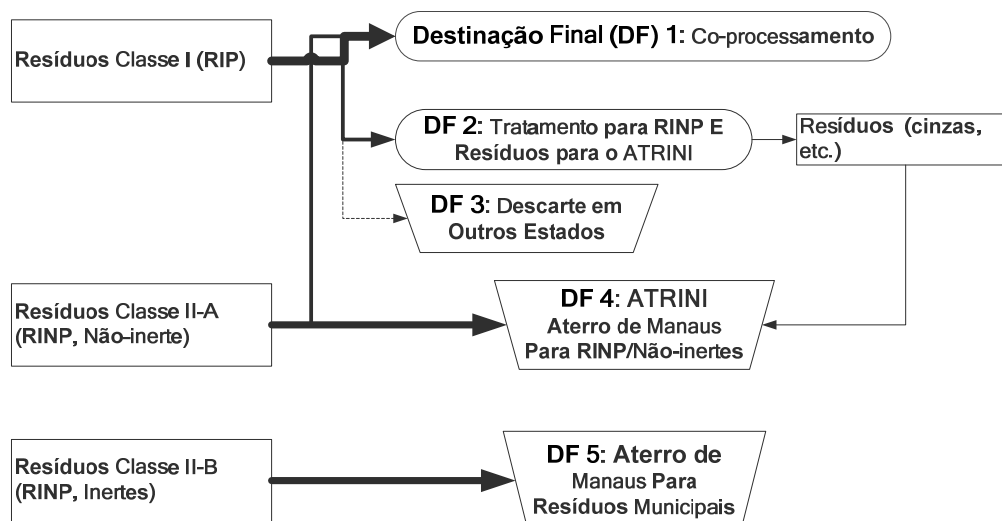 Resíduos Classe I (RIP)
Destinação Final (DF) 1: Co-processamento
DF 2: Tratamento para RINP E
Resíduos para o ATRINI
Resíduos (cinzas,
etc.)
DF 3: Descarte em
Outros Estados
Resíduos Classe II-A
(RINP, Não-inerte)
DF 4: ATRINI
Aterro de Manaus
Para RINP/Não-inertes
Resíduos Classe II-B
(RINP, Inertes)
DF 5: Aterro de
Manaus Para
Resíduos Municipais